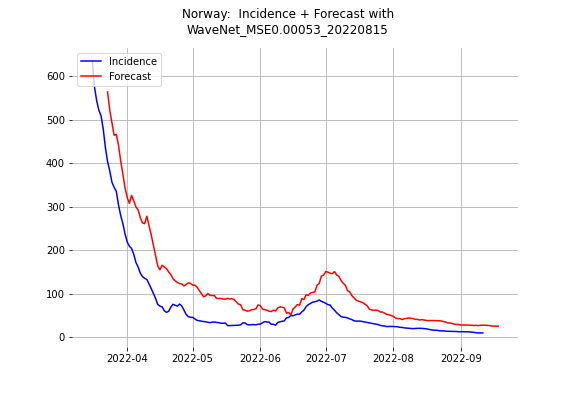 Norway:  Incidence + Forecast with
WaveNet_MSE0.00053_20220815
Incidence
Forecast
600
500
400
300
200
100
0
2022-04 2022-05 2022-06 2022-07 2022-08 2022-09